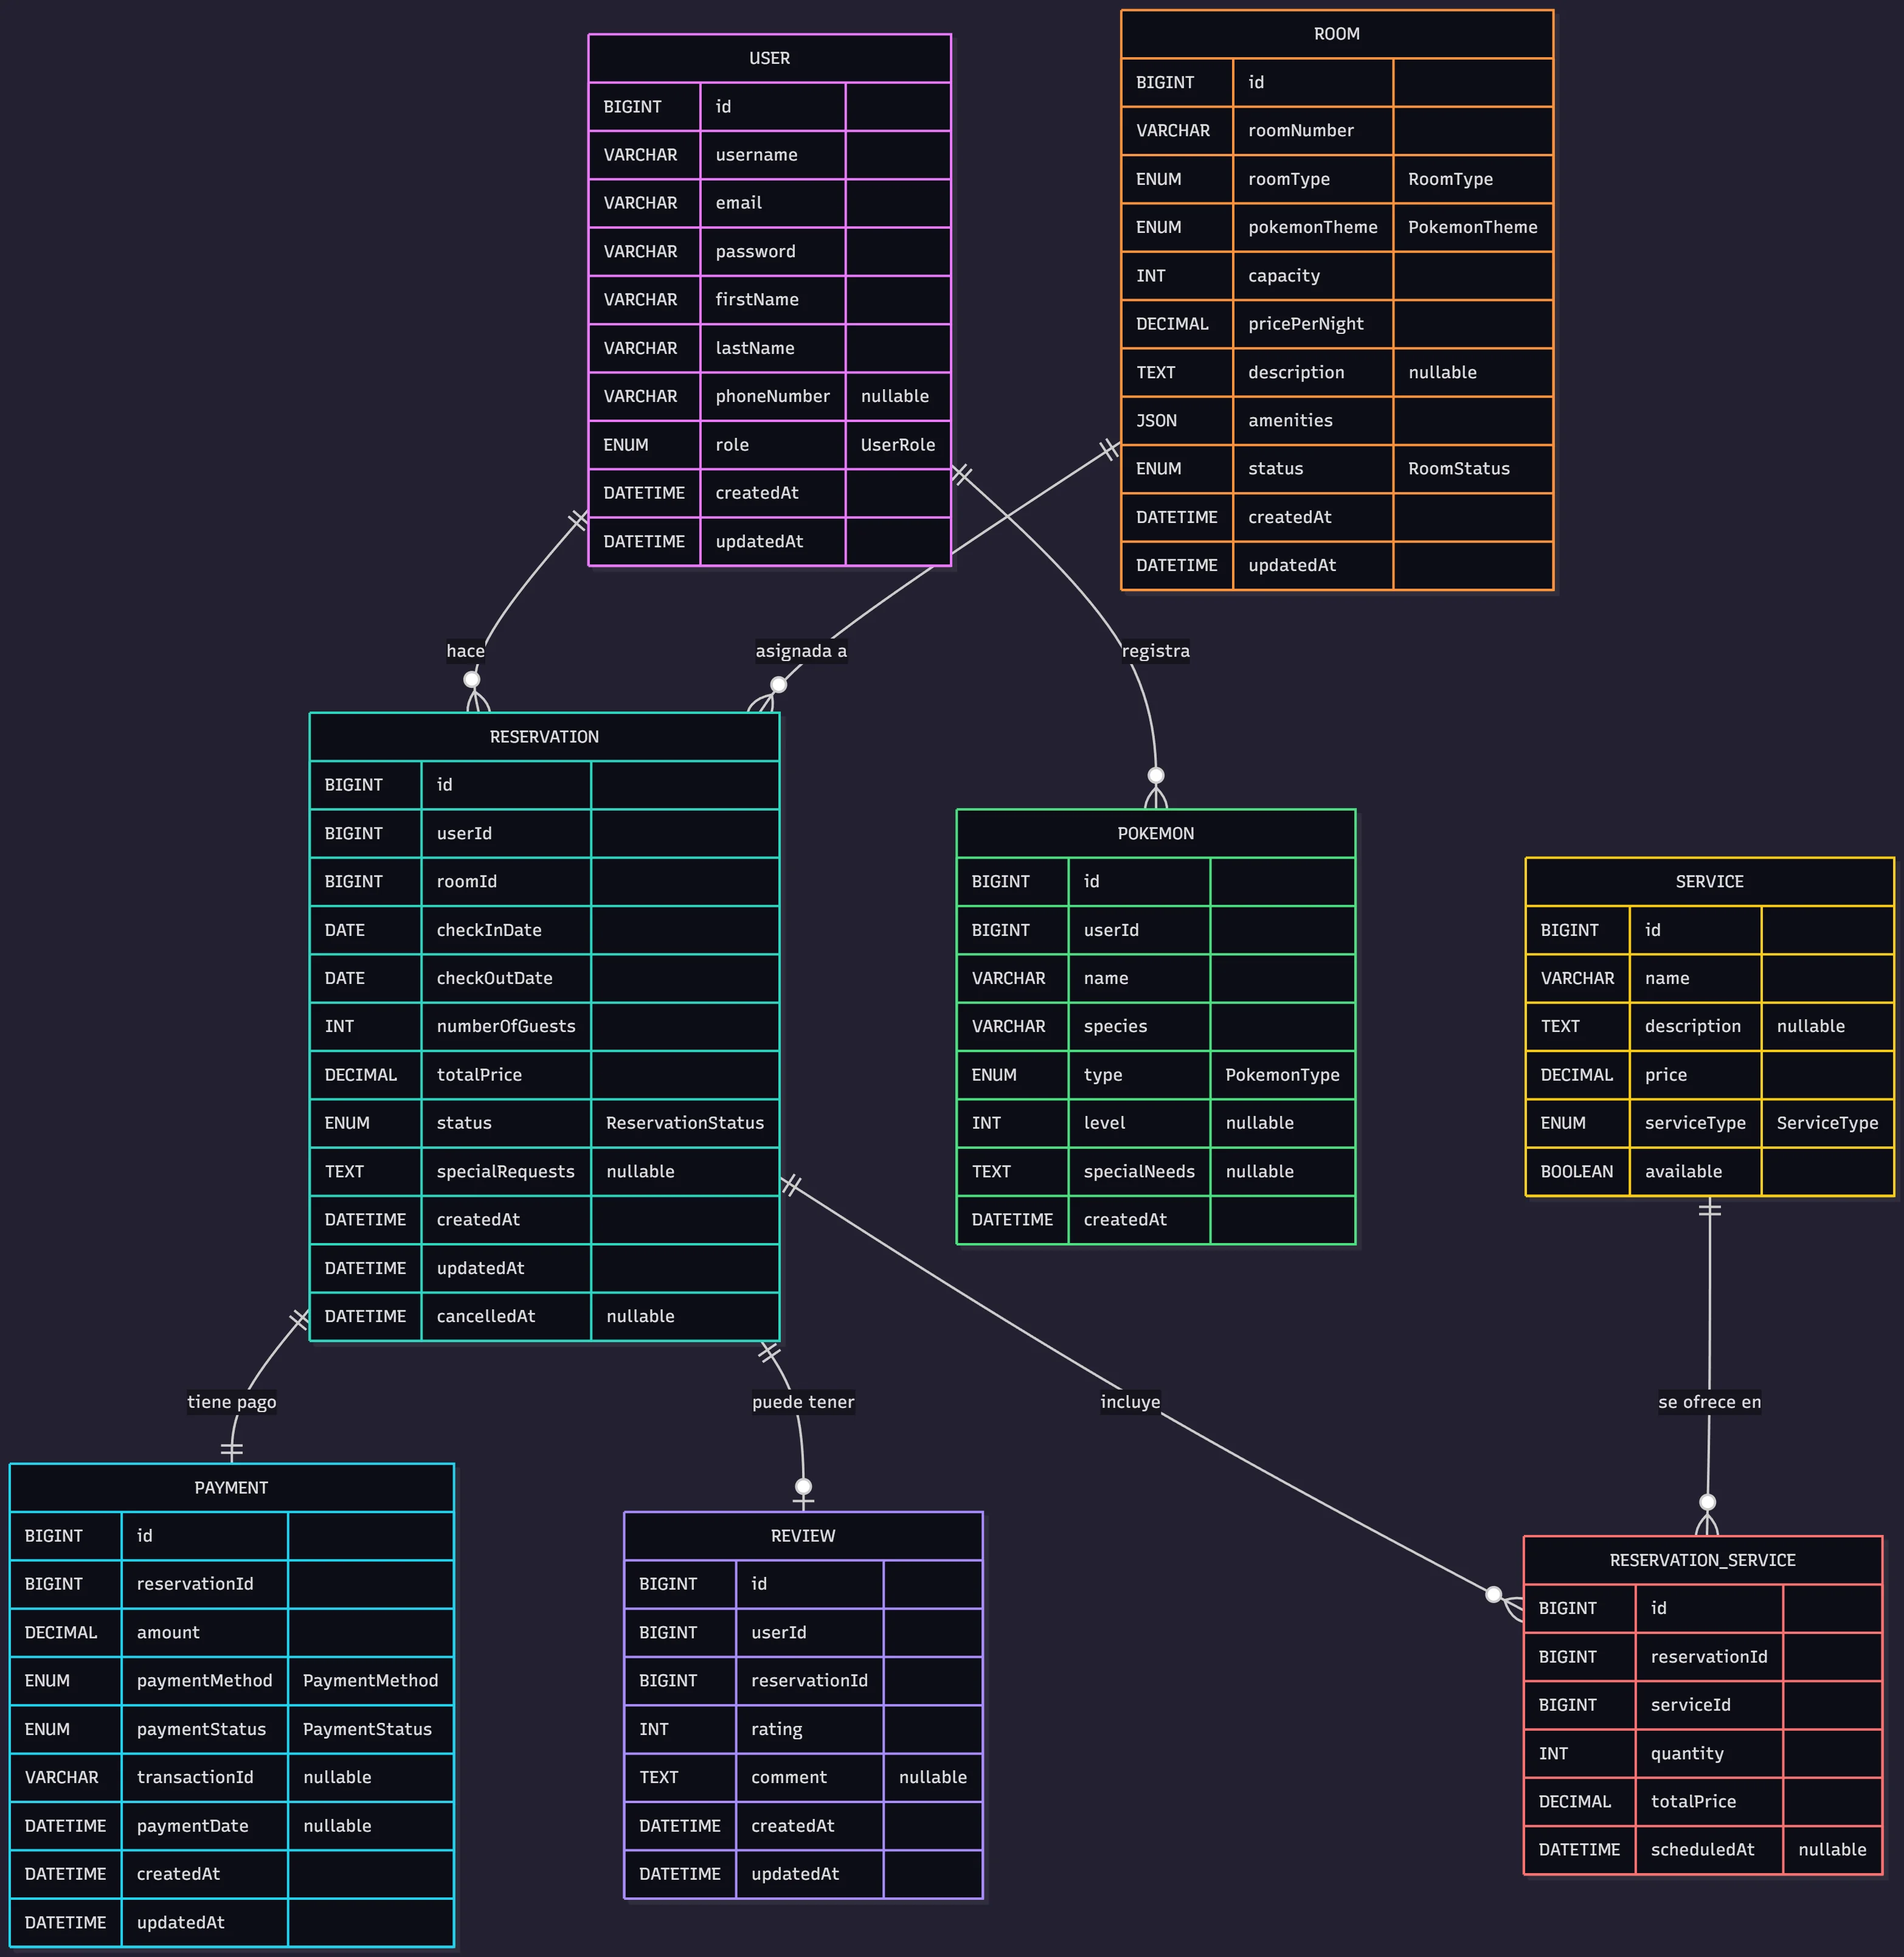 USER
BIGINT id
VARCHAR username
VARCHAR email
VARCHAR password
VARCHAR firstName
VARCHAR lastName
VARCHAR phoneNumber nullable
ENUM role UserRole
DATETIME createdAt
DATETIME updatedAt
ROOM
BIGINT id
VARCHAR roomNumber
ENUM roomType RoomType
ENUM pokemonTheme PokemonTheme
INT capacity
DECIMAL pricePerNight
TEXT description nullable
JSON amenities
ENUM status RoomStatus
DATETIME createdAt
DATETIME updatedAt
hace
asignada a
registra
RESERVATION
BIGINT id
BIGINT userId
BIGINT roomId
DATE checkInDate
DATE checkOutDate
INT numberOfGuests
DECIMAL totalPrice
ENUM status ReservationStatus
TEXT specialRequests nullable
DATETIME createdAt
DATETIME updatedAt
DATETIME cancelledAt nullable
POKEMON
BIGINT id
BIGINT userId
VARCHAR name
VARCHAR species
ENUM type PokemonType
INT level nullable
TEXT specialNeeds nullable
DATETIME createdAt
SERVICE
BIGINT id
VARCHAR name
TEXT description nullable
DECIMAL price
ENUM serviceType ServiceType
BOOLEAN available
tiene pago
puede tener
incluye
se ofrece en
PAYMENT
BIGINT id
BIGINT reservationId
DECIMAL amount
ENUM paymentMethod PaymentMethod
ENUM paymentStatus PaymentStatus
VARCHAR transactionId nullable
DATETIME paymentDate nullable
DATETIME createdAt
DATETIME updatedAt
REVIEW
BIGINT id
BIGINT userId
BIGINT reservationId
INT rating
TEXT comment nullable
DATETIME createdAt
DATETIME updatedAt
RESERVATION_SERVICE
BIGINT id
BIGINT reservationId
BIGINT serviceId
INT quantity
DECIMAL totalPrice
DATETIME scheduledAt nullable